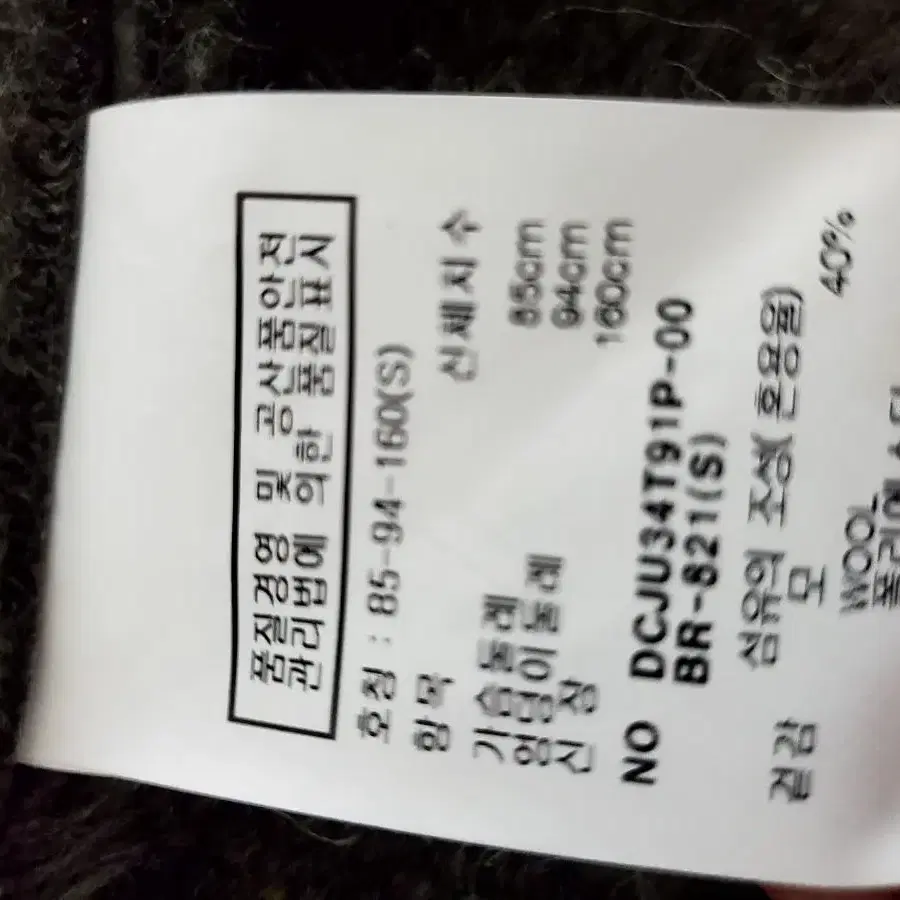 품질경영 및 공산품안전
관리법에 의한 품질표시
호칭 : 85-94-160(S)
항목 신체치수
가슴둘레 85cm
엉덩이둘레 94cm
신장 160cm
NO DCJU34T91P-00
BR-821(S)
섬유의 조성( 혼용율)
겉감 모 40%
WOOL